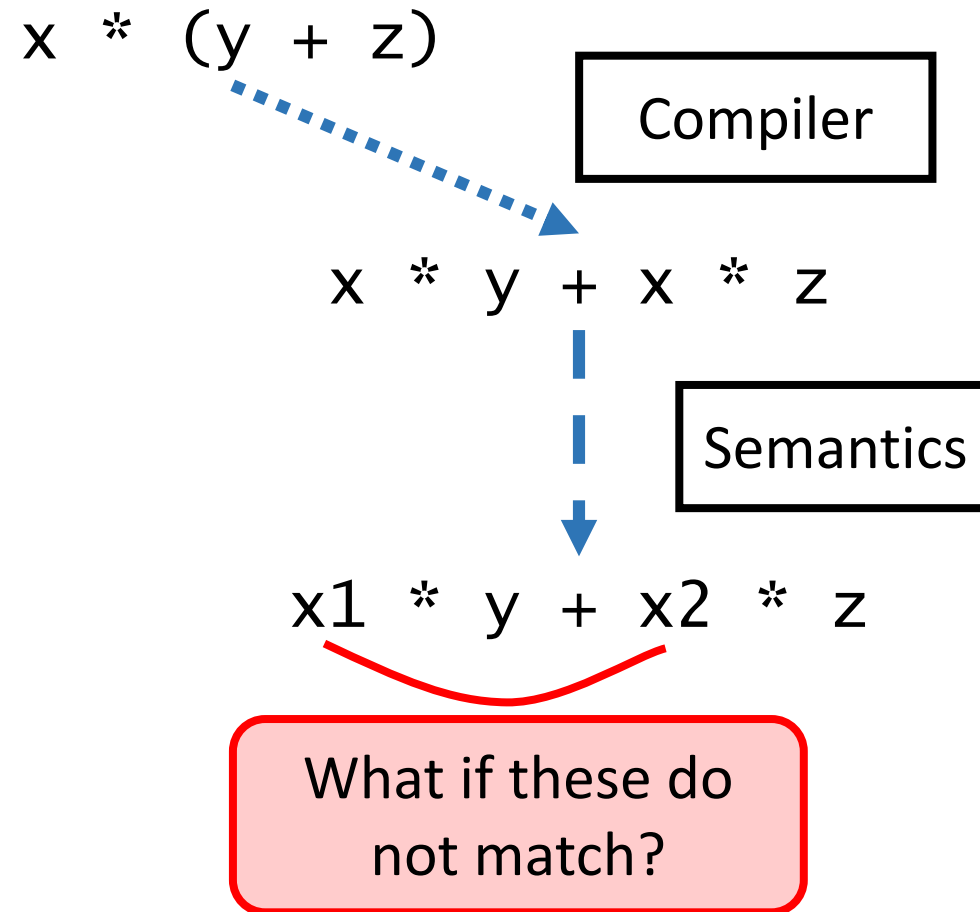 x * (y + z)
Compiler
x * y + x * z
Semantics
x1 * y + x2 * z
What if these do
not match?